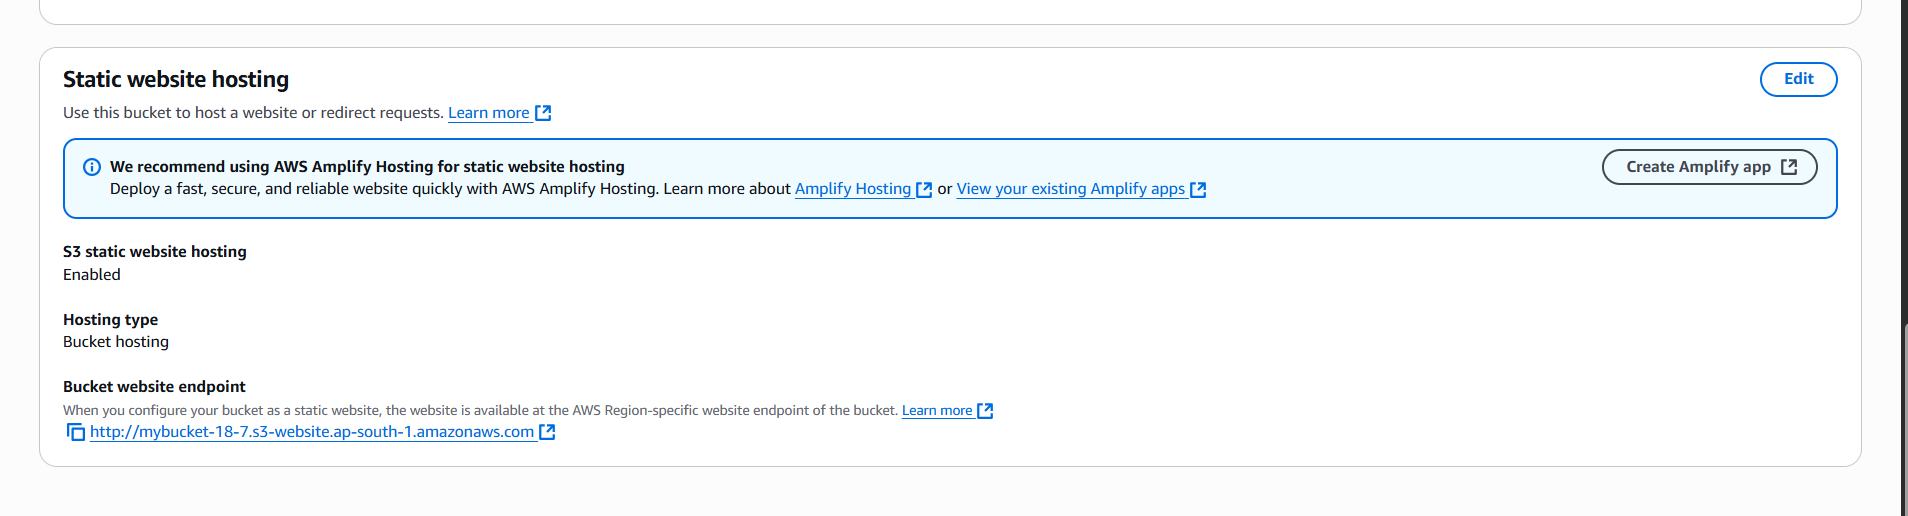 Static website hosting
Edit
Use this bucket to host a website or redirect requests. Learn more
We recommend using AWS Amplify Hosting for static website hosting
Create Amplify app
Deploy a fast, secure, and reliable website quickly with AWS Amplify Hosting. Learn more about Amplify Hosting or View your existing Amplify apps
S3 static website hosting
Enabled
Hosting type
Bucket hosting
Bucket website endpoint
When you configure your bucket as a static website, the website is available at the AWS Region-specific website endpoint of the bucket. Learn more
http://mybucket-18-7.s3-website.ap-south-1.amazonaws.com